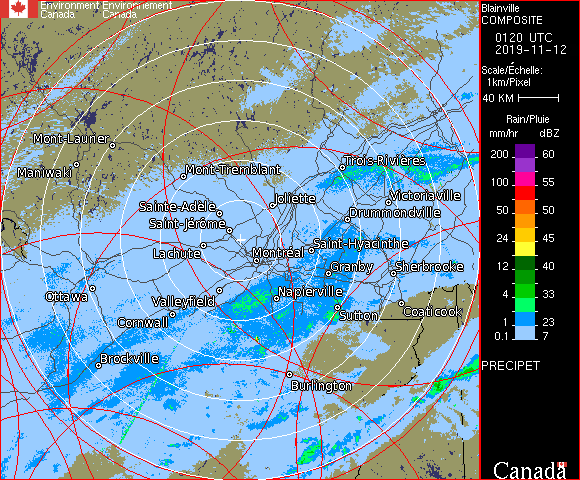 Environment Environnement
Canada Canada
Blainville
COMPOSITE
0120 UTC
2019-11-12
Scale/Échelle:
1km/Pixel
40 KM
Rain/Pluie
mm/hr dBZ
200 60
100 55
50 50
24 45
12 40
4 33
1 23
0.1 7
PRECIPET
Canada
Mont-Laurier
Maniwaki
Mont-Tremblant
Trois-Rivières
Sainte-Adèle
Joliette
Victoriaville
Saint-Jérôme
Drummondville
Lachute
Montréal
Saint-Hyacinthe
Granby
Sherbrooke
Ottawa
Valleyfield
Napierville
Cornwall
Sutton
Coaticook
Brockville
Burlington